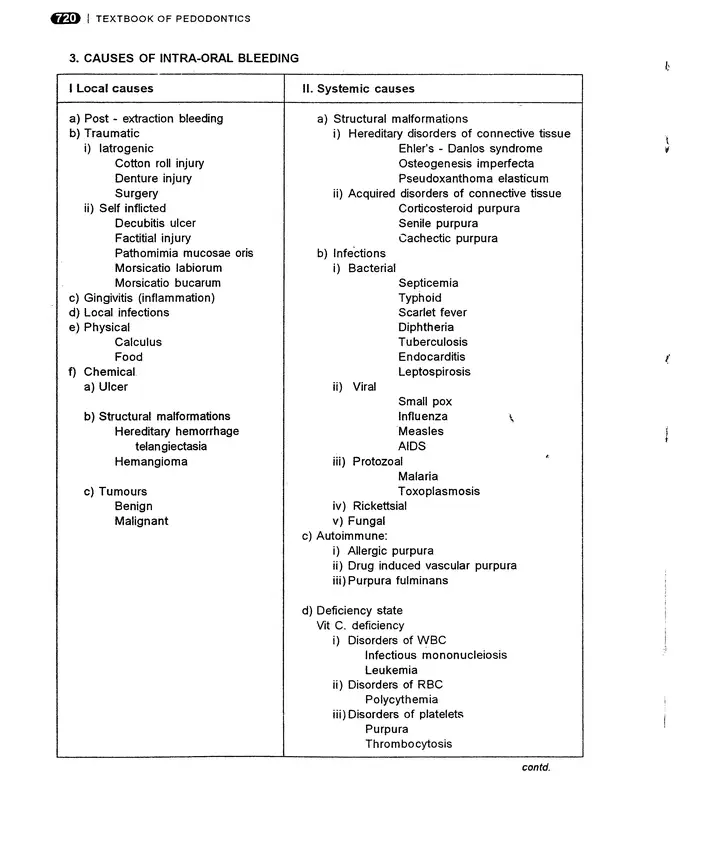 720 | TEXTBOOK OF PEDODONTICS
3. CAUSES OF INTRA-ORAL BLEEDING
I Local causes
a) Post - extraction bleeding
b) Traumatic
i) Iatrogenic
Cotton roll injury
Denture injury
Surgery
ii) Self inflicted
Decubitis ulcer
Factitial injury
Pathomimia mucosae oris
Morsicatio labiorum
Morsicatio bucarum
c) Gingivitis (inflammation)
d) Local infections
e) Physical
Calculus
Food
f) Chemical
a) Ulcer
b) Structural malformations
Hereditary hemorrhage
telangiectasia
Hemangioma
c) Tumours
Benign
Malignant
II. Systemic causes
a) Structural malformations
i) Hereditary disorders of connective tissue
Ehler's - Danlos syndrome
Osteogenesis imperfecta
Pseudoxanthoma elasticum
ii) Acquired disorders of connective tissue
Corticosteroid purpura
Senile purpura
Cachectic purpura
b) Infections
i) Bacterial
Septicemia
Typhoid
Scarlet fever
Diphtheria
Tuberculosis
Endocarditis
Leptospirosis
ii) Viral
Small pox
Influenza
Measles
AIDS
iii) Protozoal
Malaria
Toxoplasmosis
iv) Rickettsial
v) Fungal
c) Autoimmune:
i) Allergic purpura
ii) Drug induced vascular purpura
iii) Purpura fulminans
d) Deficiency state
Vit C. deficiency
i) Disorders of WBC
Infectious mononucleiosis
Leukemia
ii) Disorders of RBC
Polycythemia
iii) Disorders of platelets
Purpura
Thrombocytosis
contd.